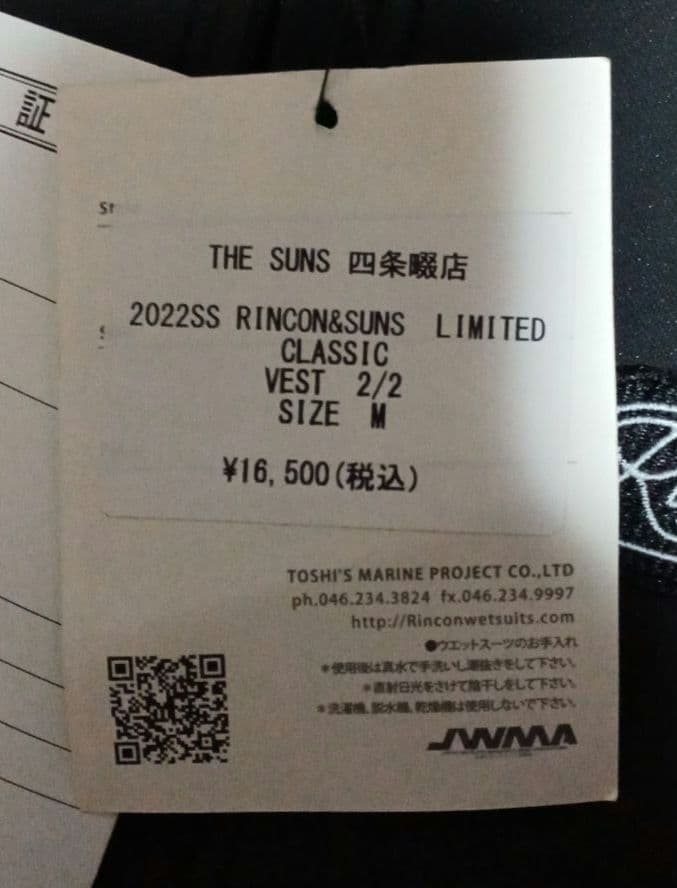 証
St
THE SUNS 四条畷店
2022SS RINCON&SUNS LIMITED
CLASSIC
VEST 2/2
SIZE M
¥16,500(税込)
TOSHI'S MARINE PROJECT CO.,LTD
ph.046.234.3824 fx.046.234.9997
http://Rinconwetsuits.com
●ウエットスーツのお手入れ
*使用後は真水で手洗いし潮抜きをして下さい。
*直射日光をさけて陰干しをして下さい。
*洗濯機、脱水機、乾燥機は使用しないで下さい。
JWMA